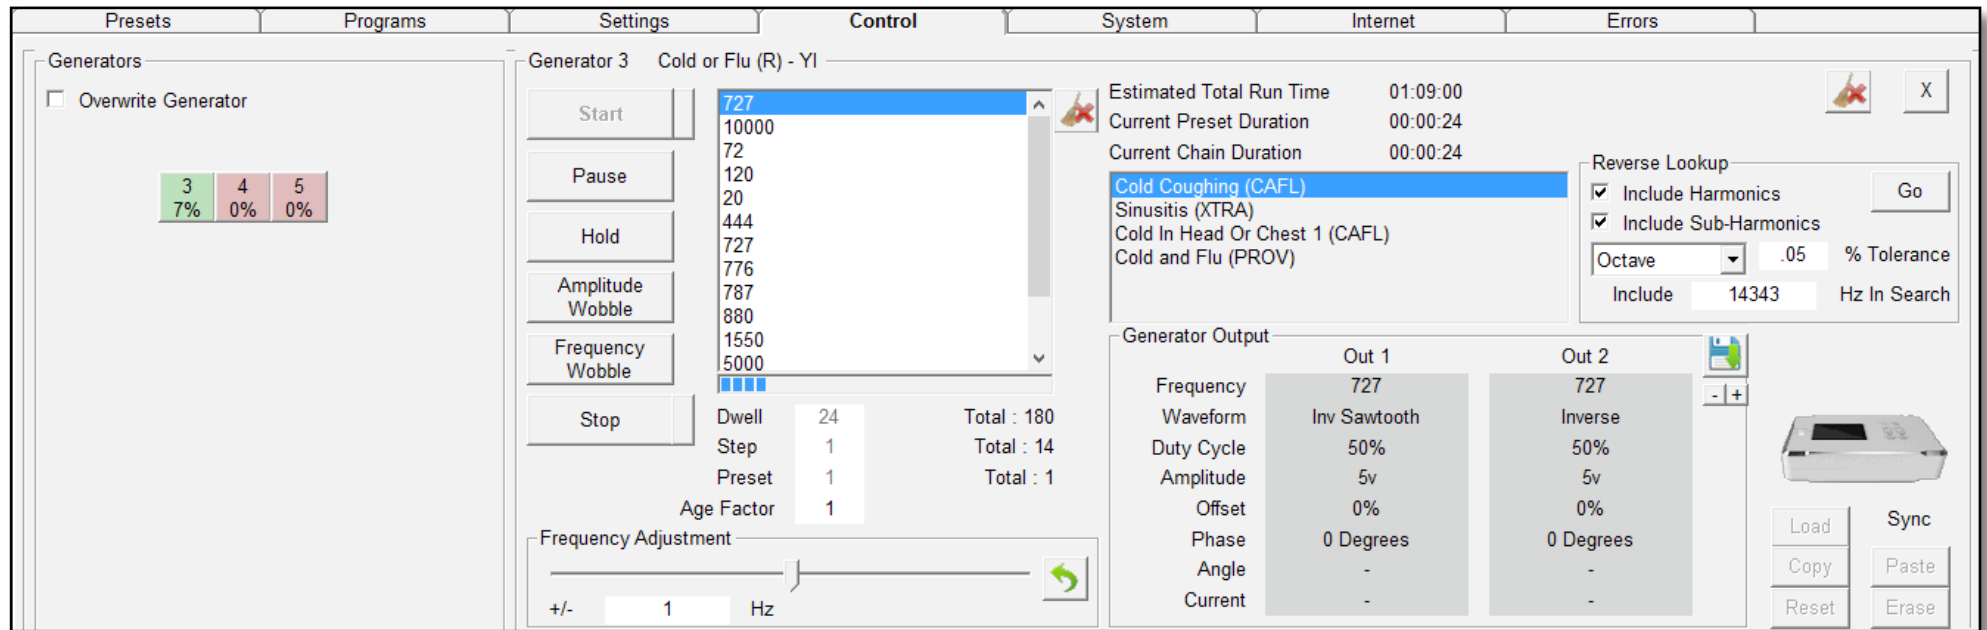 Presets Programs Settings Control System Internet Errors
Generators
Overwrite Generator
3 4 5
7% 0% 0%
Generator 3 Cold or Flu (R) - YI
Start
Pause
Hold
Amplitude
Wobble
Frequency
Wobble
Stop
727
10000
72
120
20
444
727
776
787
880
1550
5000
Dwell 24 Total : 180
Step 1 Total : 14
Preset 1 Total : 1
Age Factor 1
Frequency Adjustment
+/- 1 Hz
Estimated Total Run Time 01:09:00
Current Preset Duration 00:00:24
Current Chain Duration 00:00:24
X
Cold Coughing (CAFL)
Sinusitis (XTRA)
Cold In Head Or Chest 1 (CAFL)
Cold and Flu (PROV)
Reverse Lookup
Include Harmonics Go
Include Sub-Harmonics
Octave .05 % Tolerance
Include 14343 Hz In Search
Generator Output
Out 1 Out 2
Frequency 727 727
- +
Waveform Inv Sawtooth Inverse
Duty Cycle 50% 50%
Amplitude 5v 5v
Offset 0% 0%
Phase 0 Degrees 0 Degrees
Angle - -
Current - -
Load Sync
Copy Paste
Reset Erase